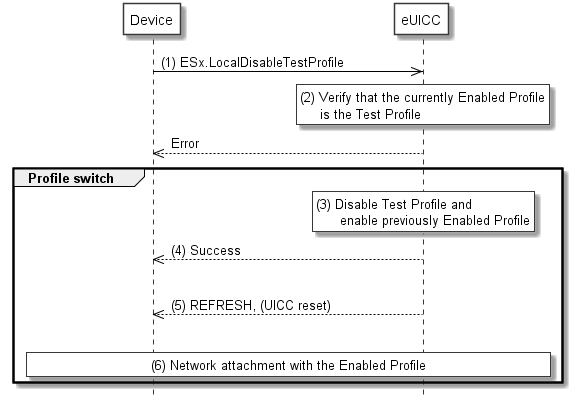 Device
eUICC
(1) ESx.LocalDisableTestProfile
(2) Verify that the currently Enabled Profile
is the Test Profile
Error
Profile switch
(3) Disable Test Profile and
enable previously Enabled Profile
(4) Success
(5) REFRESH, (UICC reset)
(6) Network attachment with the Enabled Profile